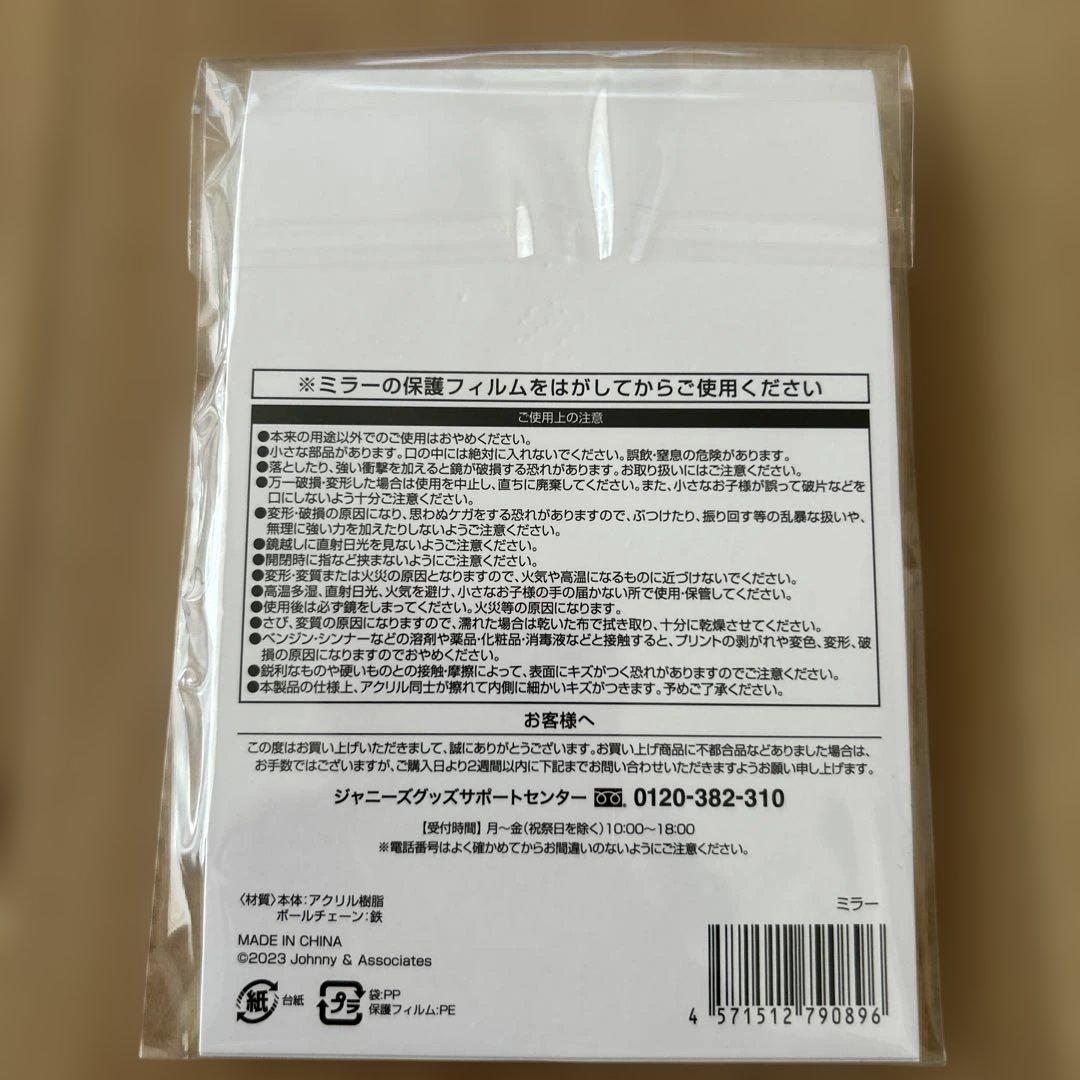 ※ミラーの保護フィルムをはがしてからご使用ください
ご使用上の注意
●本来の用途以外でのご使用はおやめください。
●小さな部品があります。口の中には絶対に入れないでください。誤飲・窒息の危険があります。
●落としたり、強い衝撃を加えると鏡が破損する恐れがあります。お取り扱いにはご注意ください。
●万一破損・変形した場合は使用を中止し、直ちに廃棄してください。また、小さなお子様が誤って破片などを
口にしないよう十分ご注意ください。
●変形・破損の原因になり、思わぬケガをする恐れがありますので、ぶつけたり、振り回す等の乱暴な扱いや、
無理に強い力を加えたりしないようご注意ください。
●鏡越しに直射日光を見ないようご注意ください。
●開閉時に指など挟まないようにご注意ください。
●変形・変質または火災の原因となりますので、火気や高温になるものに近づけないでください。
●高温多湿、直射日光、火気を避け、小さなお子様の手の届かない所で使用・保管してください。
●使用後は必ず鏡をしまってください。火災等の原因になります。
●さび、変質の原因になりますので、濡れた場合は乾いた布で拭き取り、十分に乾燥させてください。
●ベンジン・シンナーなどの溶剤や薬品・化粧品・消毒液などと接触すると、プリントの剥がれや変色、変形、破
損の原因になりますのでおやめください。
●鋭利なものや硬いものとの接触・摩擦によって、表面にキズがつく恐れがありますのでご注意ください。
●本製品の仕様上、アクリル同士が擦れて内側に細かいキズがつきます。予めご了承ください。
お客様へ
この度はお買い上げいただきまして、誠にありがとうございます。お買い上げ商品に不都合品などありました場合は、
お手数ではございますが、ご購入日より2週間以内に下記までお問い合わせいただきますようお願い申し上げます。
ジャニーズグッズサポートセンター 0120-382-310
【受付時間】月～金(祝祭日を除く)10:00～18:00
※電話番号はよく確かめてからお間違いのないようにご注意ください。
〈材質〉本体:アクリル樹脂
ボールチェーン:鉄
ミラー
MADE IN CHINA
©2023 Johnny & Associates
紙 台紙
プラ 袋:PP
保護フィルム:PE
4 571512 790896